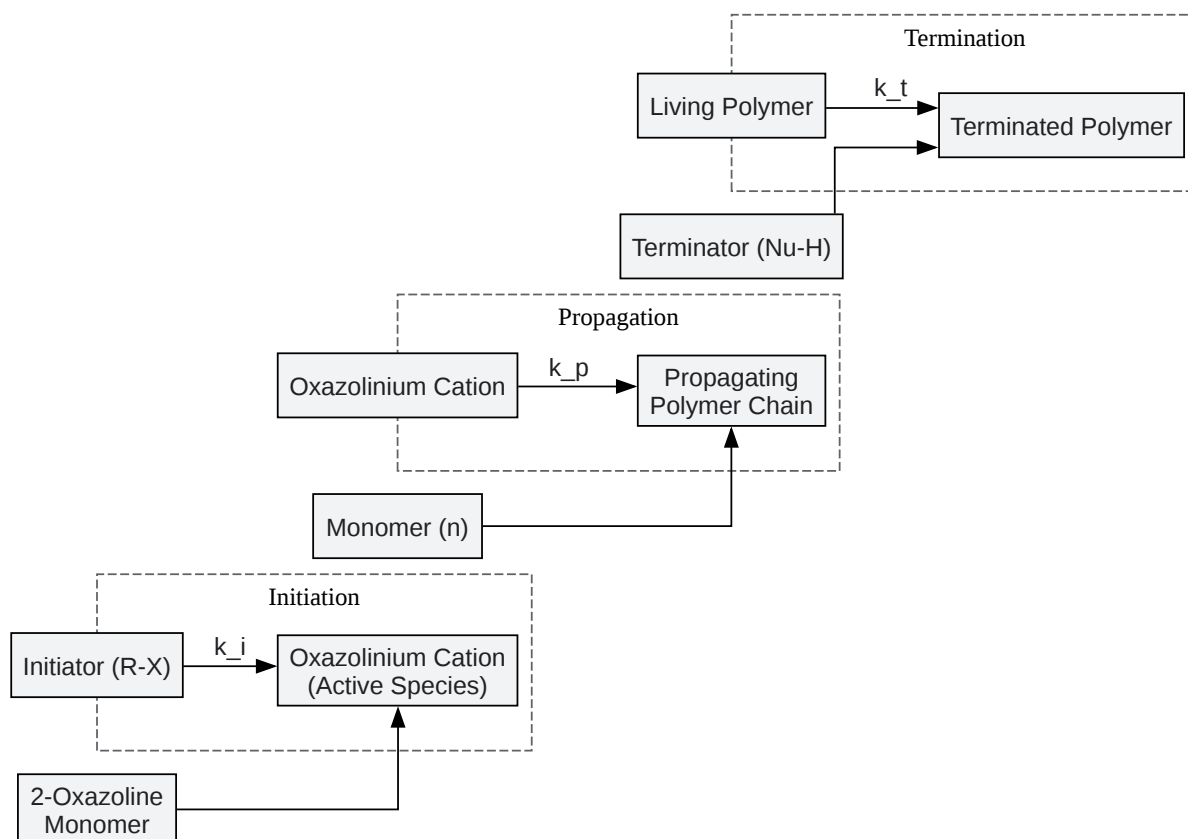 Termination
Living Polymer
k_t
Terminated Polymer
Terminator (Nu-H)
Propagation
Oxazolinium Cation
k_p
Propagating
Polymer Chain
Monomer (n)
Initiation
Initiator (R-X)
k_i
Oxazolinium Cation
(Active Species)
2-Oxazoline
Monomer